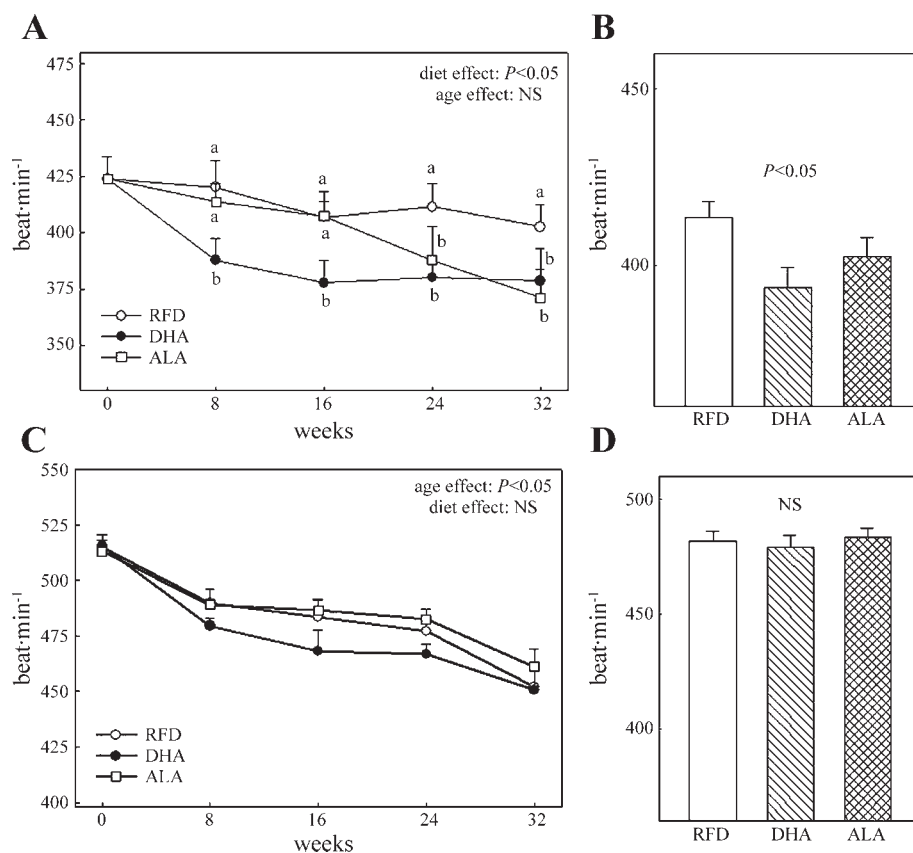 A
475
450
425
400
375
350
beat·min⁻¹
diet effect: P<0.05
age effect: NS
a
a
a
a
a
a
b
b
b
b
b
b
RFD
DHA
ALA
0 8 16 24 32
weeks
B
450
400
beat·min⁻¹
P<0.05
RFD DHA ALA
C
550
525
500
475
450
425
400
beat·min⁻¹
age effect: P<0.05
diet effect: NS
RFD
DHA
ALA
0 8 16 24 32
weeks
D
500
450
400
beat·min⁻¹
NS
RFD DHA ALA